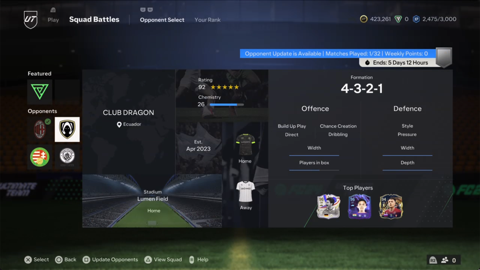 UT
Play
Squad Battles
Opponent Select
Your Rank
423,261
0
2,475/3,000
Opponent Update is Available | Matches Played: 1/32 | Weekly Points: 0
Ends: 5 Days 12 Hours
Featured
Opponents
CLUB DRAGON
Ecuador
Rating
92
Chemistry
26
Est.
Apr 2023
Stadium
Lumen Field
Home
Home
Away
Formation
4-3-2-1
Offence
Defence
Build Up Play
Direct
Chance Creation
Dribbling
Style
Pressure
Width
Width
Players in box
Depth
Top Players
Select
Back
Update Opponents
View Squad
Help
0